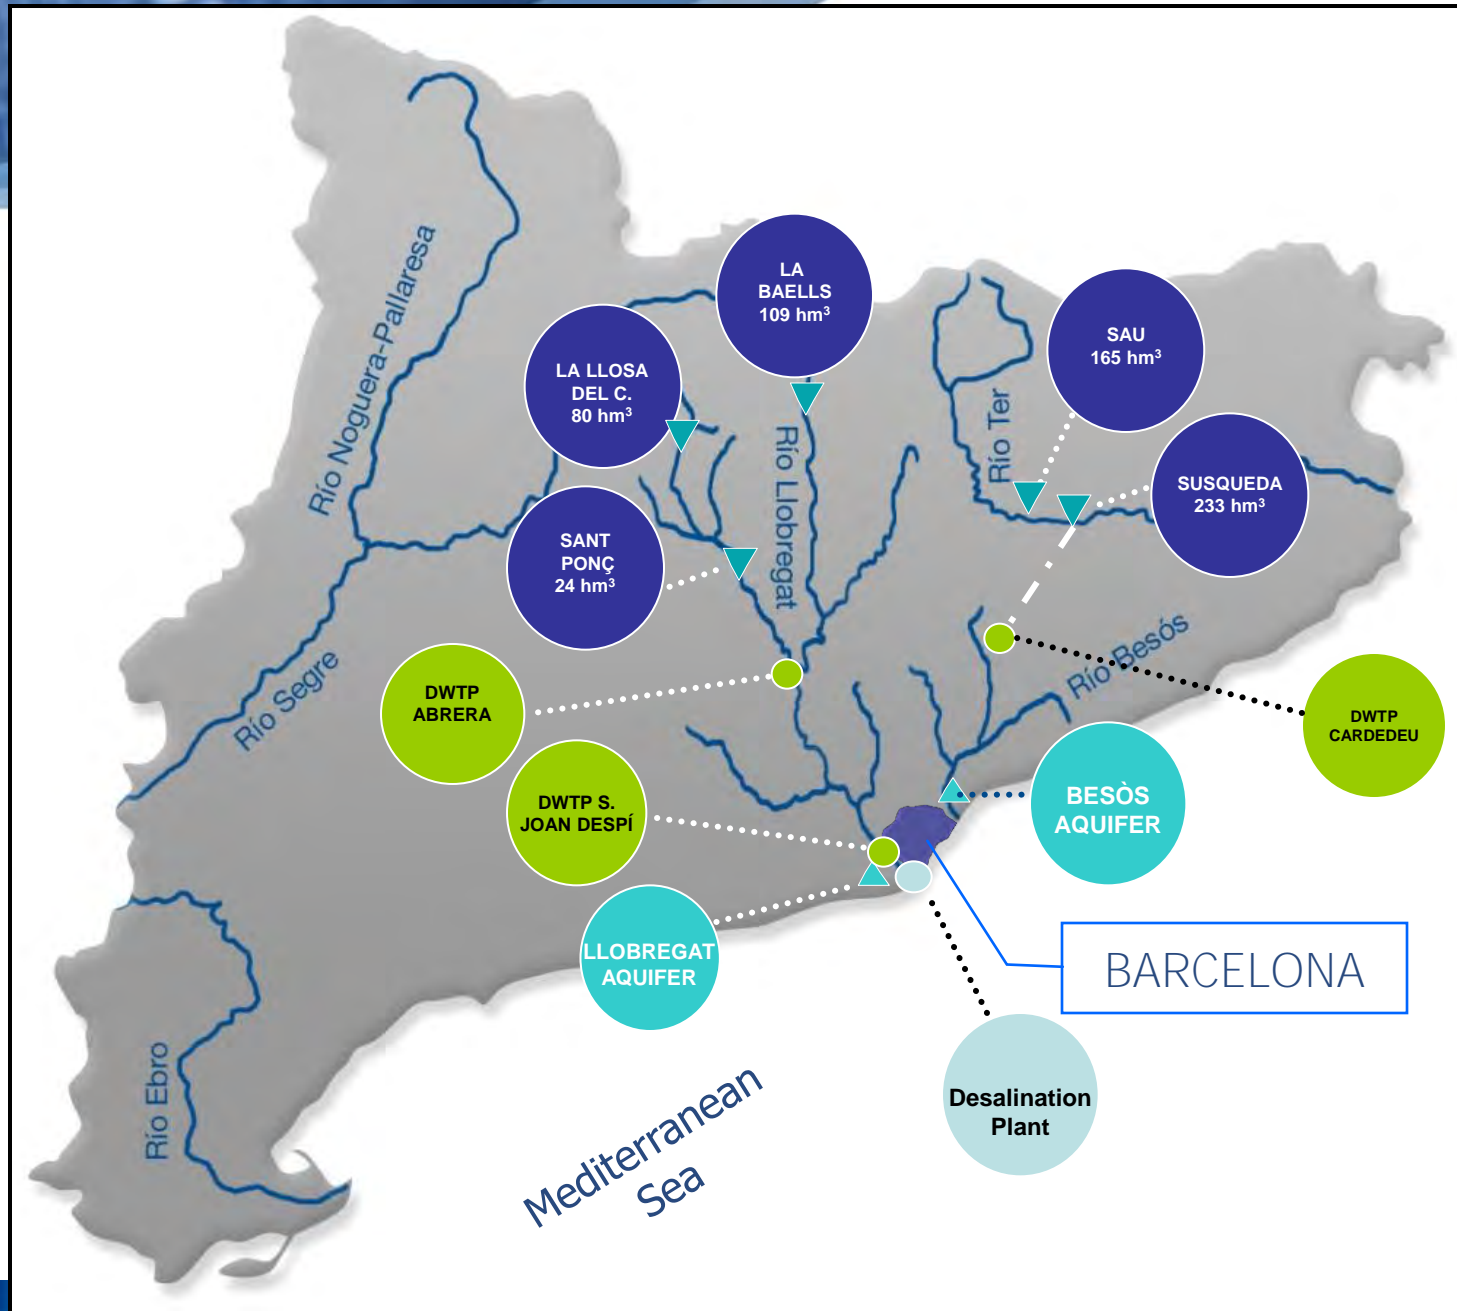 LA
BAELLS
109 hm³
SAU
165 hm³
LA LLOSA
DEL C.
80 hm³
SUSQUEDA
233 hm³
SANT
PONÇ
24 hm³
Río Noguera-Pallaresa
Río Llobregat
Río Ter
Río Segre
Río Besós
DWTP
ABRERA
DWTP
CARDEDEU
DWTP S.
JOAN DESPÍ
BESÒS
AQUIFER
LLOBREGAT
AQUIFER
BARCELONA
Río Ebro
Desalination
Plant
Mediterranean
Sea